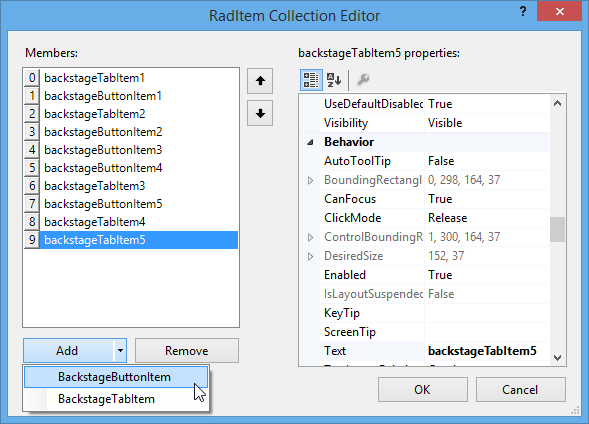 RadItem Collection Editor
?
Members:
0 backstageTabItem1
1 backstageButtonItem1
2 backstageTabItem2
3 backstageButtonItem2
4 backstageButtonItem3
5 backstageButtonItem4
6 backstageTabItem3
7 backstageButtonItem5
8 backstageTabItem4
9 backstageTabItem5
Add
Remove
BackstageButtonItem
BackstageTabItem
backstageTabItem5 properties:
UseDefaultDisabled True
Visibility Visible
Behavior
AutoToolTip False
BoundingRectangl 0, 298, 164, 37
CanFocus True
ClickMode Release
ControlBoundingR 1, 300, 164, 37
DesiredSize 152, 37
Enabled True
IsLayoutSuspended False
KeyTip
ScreenTip
Text backstageTabItem5
OK
Cancel